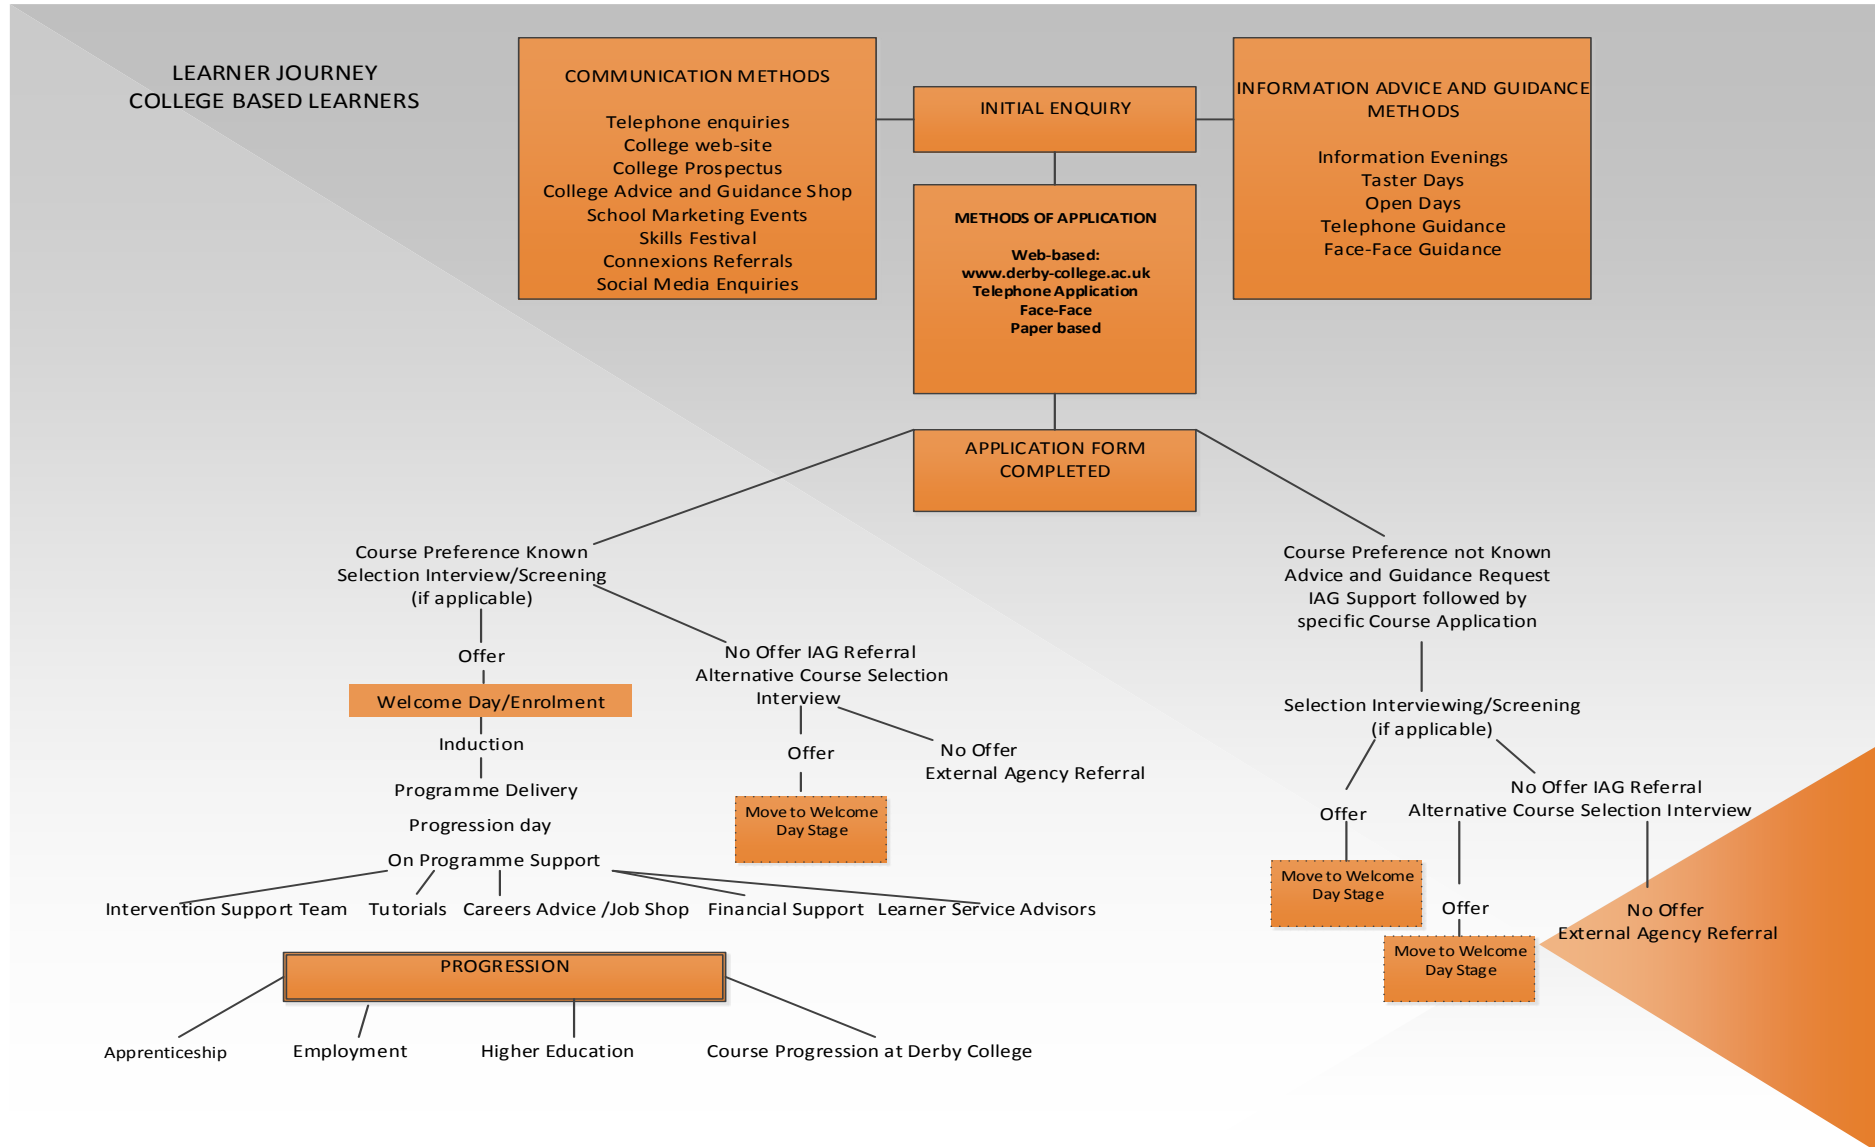 LEARNER JOURNEY
COLLEGE BASED LEARNERS
COMMUNICATION METHODS
Telephone enquiries
College web-site
College Prospectus
College Advice and Guidance Shop
School Marketing Events
Skills Festival
Connexions Referrals
Social Media Enquiries
INITIAL ENQUIRY
INFORMATION ADVICE AND GUIDANCE
METHODS
Information Evenings
Taster Days
Open Days
Telephone Guidance
Face-Face Guidance
METHODS OF APPLICATION
Web-based:
www.derby-college.ac.uk
Telephone Application
Face-Face
Paper based
APPLICATION FORM
COMPLETED
Course Preference Known
Selection Interview/Screening
(if applicable)
Offer
Welcome Day/Enrolment
Induction
Programme Delivery
Progression day
On Programme Support
Intervention Support Team
Tutorials
Careers Advice /Job Shop
Financial Support
Learner Service Advisors
No Offer IAG Referral
Alternative Course Selection
Interview
Offer
Move to Welcome
Day Stage
No Offer
External Agency Referral
Course Preference not Known
Advice and Guidance Request
IAG Support followed by
specific Course Application
Selection Interviewing/Screening
(if applicable)
Offer
Move to Welcome
Day Stage
No Offer IAG Referral
Alternative Course Selection Interview
Offer
Move to Welcome
Day Stage
No Offer
External Agency Referral
PROGRESSION
Apprenticeship
Employment
Higher Education
Course Progression at Derby College